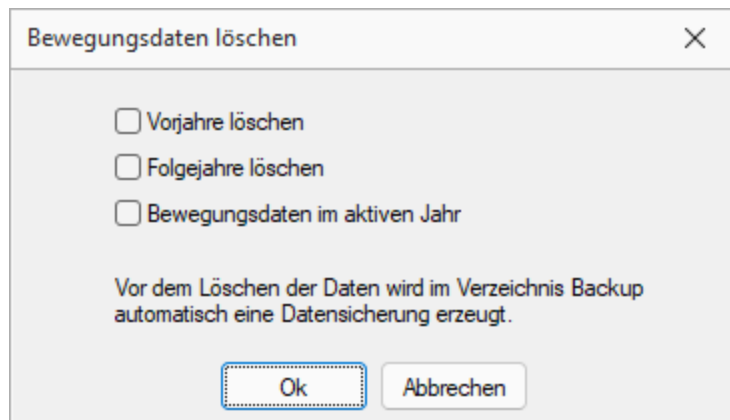 Bewegungsdaten löschen
Vorjahre löschen
Folgejahre löschen
Bewegungsdaten im aktiven Jahr
Vor dem Löschen der Daten wird im Verzeichnis Backup
automatisch eine Datensicherung erzeugt.
Ok Abbrechen